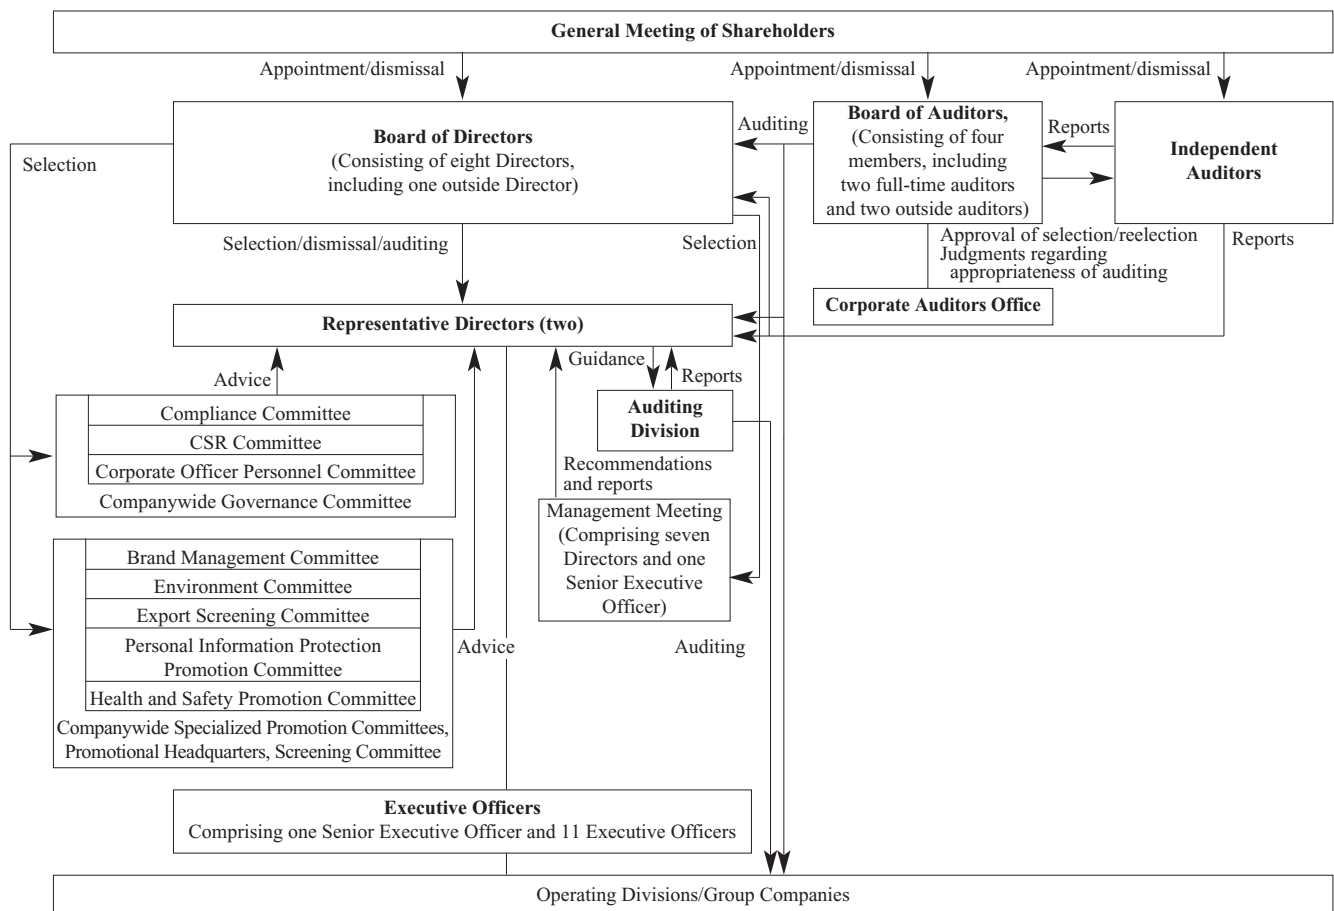 General Meeting of Shareholders
Appointment/dismissal
Appointment/dismissal
Appointment/dismissal
Board of Directors
(Consisting of eight Directors,
including one outside Director)
Auditing
Board of Auditors,
(Consisting of four
members, including
two full-time auditors
and two outside auditors)
Reports
Independent
Auditors
Selection
Selection/dismissal/auditing
Selection
Approval of selection/reelection
Judgments regarding
appropriateness of auditing
Reports
Corporate Auditors Office
Representative Directors (two)
Guidance
Reports
Advice
Auditing
Division
Compliance Committee
CSR Committee
Corporate Officer Personnel Committee
Companywide Governance Committee
Recommendations
and reports
Management Meeting
(Comprising seven
Directors and one
Senior Executive
Officer)
Brand Management Committee
Environment Committee
Export Screening Committee
Personal Information Protection
Promotion Committee
Health and Safety Promotion Committee
Companywide Specialized Promotion Committees,
Promotional Headquarters, Screening Committee
Advice
Auditing
Executive Officers
Comprising one Senior Executive Officer and 11 Executive Officers
Operating Divisions/Group Companies